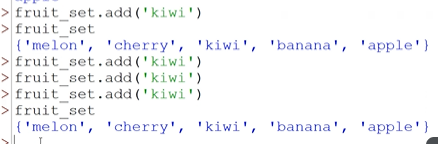 > fruit_set.add('kiwi')
> fruit_set
{'melon', 'cherry', 'kiwi', 'banana', 'apple'}
> fruit_set.add('kiwi')
> fruit_set.add('kiwi')
> fruit_set.add('kiwi')
> fruit_set
{'melon', 'cherry', 'kiwi', 'banana', 'apple'}
>